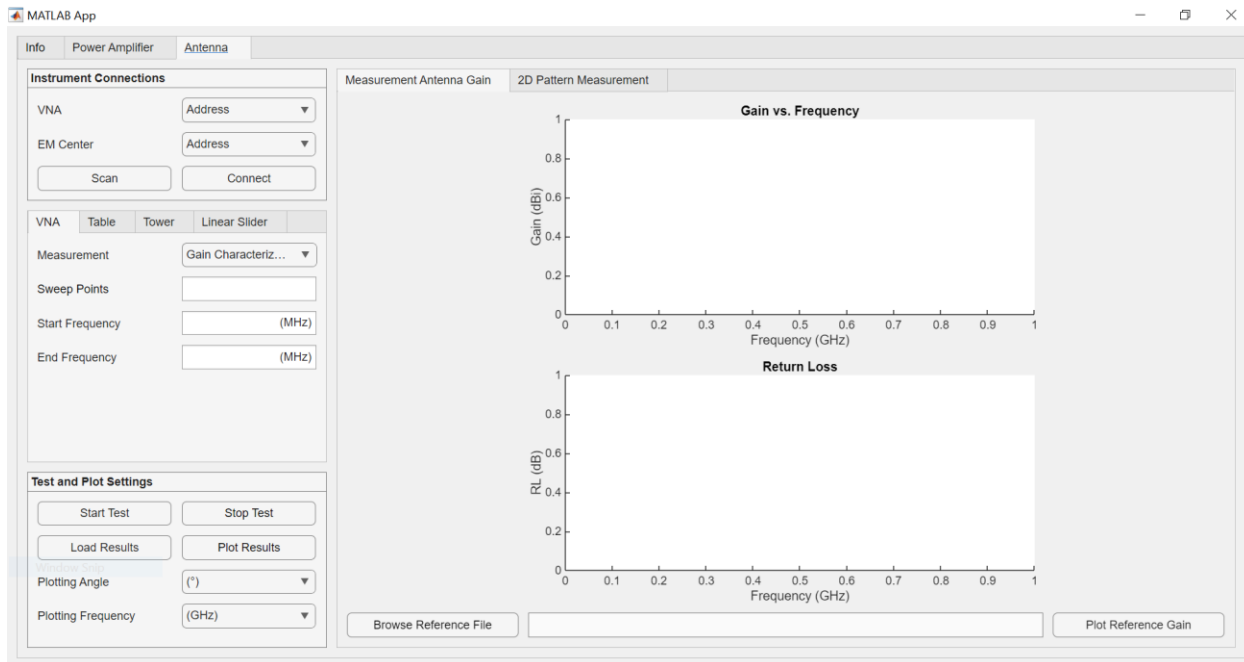 MATLAB App
Info Power Amplifier Antenna
Instrument Connections
VNA Address
EM Center Address
Scan Connect
VNA Table Tower Linear Slider
Measurement Gain Characteriz...
Sweep Points
Start Frequency (MHz)
End Frequency (MHz)
Test and Plot Settings
Start Test Stop Test
Load Results Plot Results
Window Snip
Plotting Angle (°)
Plotting Frequency (GHz)
Measurement Antenna Gain 2D Pattern Measurement
Gain vs. Frequency
Gain (dBi)
1
0.8
0.6
0.4
0.2
0
0 0.1 0.2 0.3 0.4 0.5 0.6 0.7 0.8 0.9 1
Frequency (GHz)
Return Loss
RL (dB)
1
0.8
0.6
0.4
0.2
0
0 0.1 0.2 0.3 0.4 0.5 0.6 0.7 0.8 0.9 1
Frequency (GHz)
Browse Reference File Plot Reference Gain